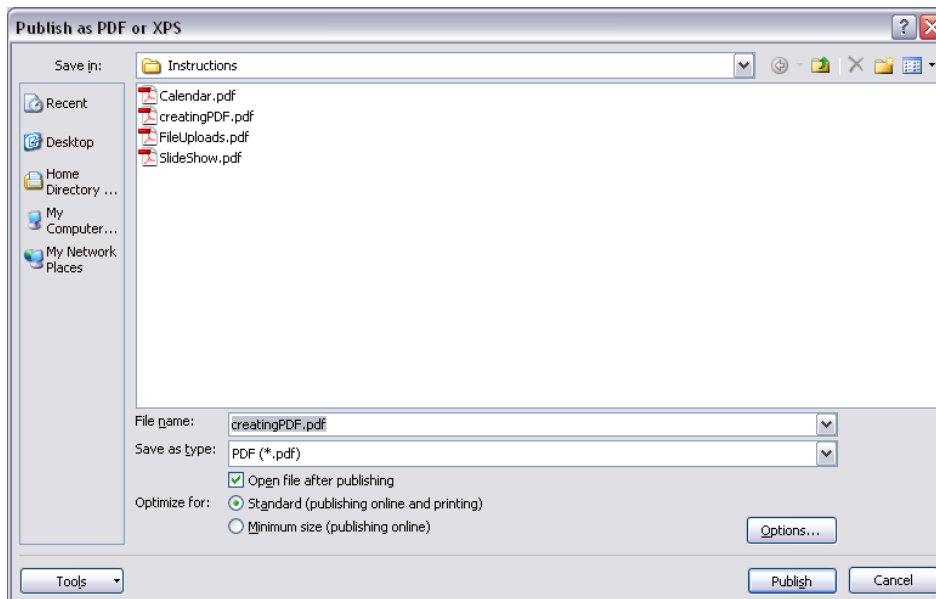 Publish as PDF or XPS
Save in:
Instructions
Recent
Desktop
Home
Directory ...
My
Computer...
My Network
Places
Calendar.pdf
creatingPDF.pdf
FileUploads.pdf
SlideShow.pdf
File name:
creatingPDF.pdf
Save as type:
PDF (*.pdf)
Open file after publishing
Optimize for:
Standard (publishing online and printing)
Minimum size (publishing online)
Options...
Tools
Publish
Cancel